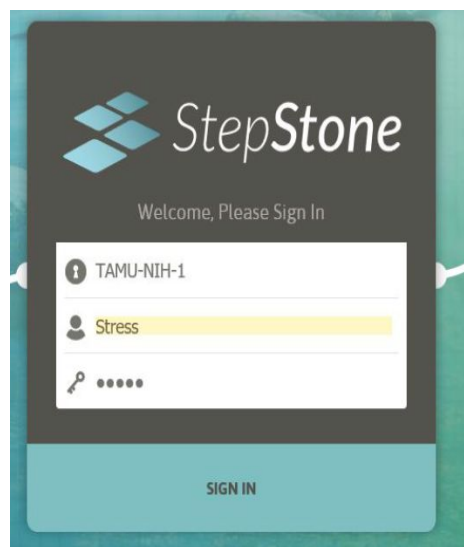 StepStone
Welcome, Please Sign In
TAMU-NIH-1
Stress
•••••
SIGN IN